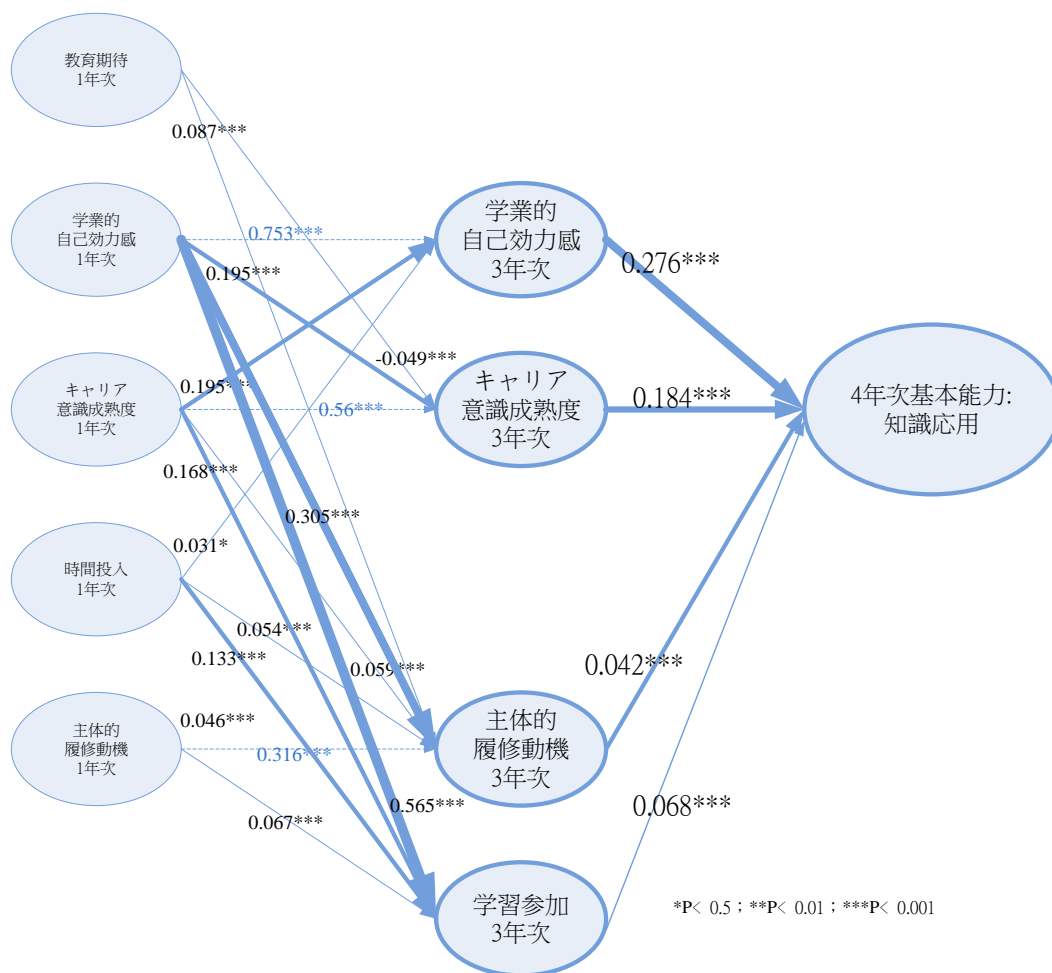 教育期待
1年次
0.087***
学業的
自己効力感
1年次
0.753***
0.195***
学業的
自己効力感
3年次
0.276***
-0.049***
キャリア
意識成熟度
1年次
0.195***
0.56***
0.168***
キャリア
意識成熟度
3年次
0.184***
4年次基本能力:
知識応用
0.305***
0.031*
時間投入
1年次
0.054***
0.133***
0.059***
0.042***
主体的
履修動機
1年次
0.046***
0.316***
主体的
履修動機
3年次
0.565***
0.067***
0.068***
学習参加
3年次
*P< 0.5；**P< 0.01；***P< 0.001